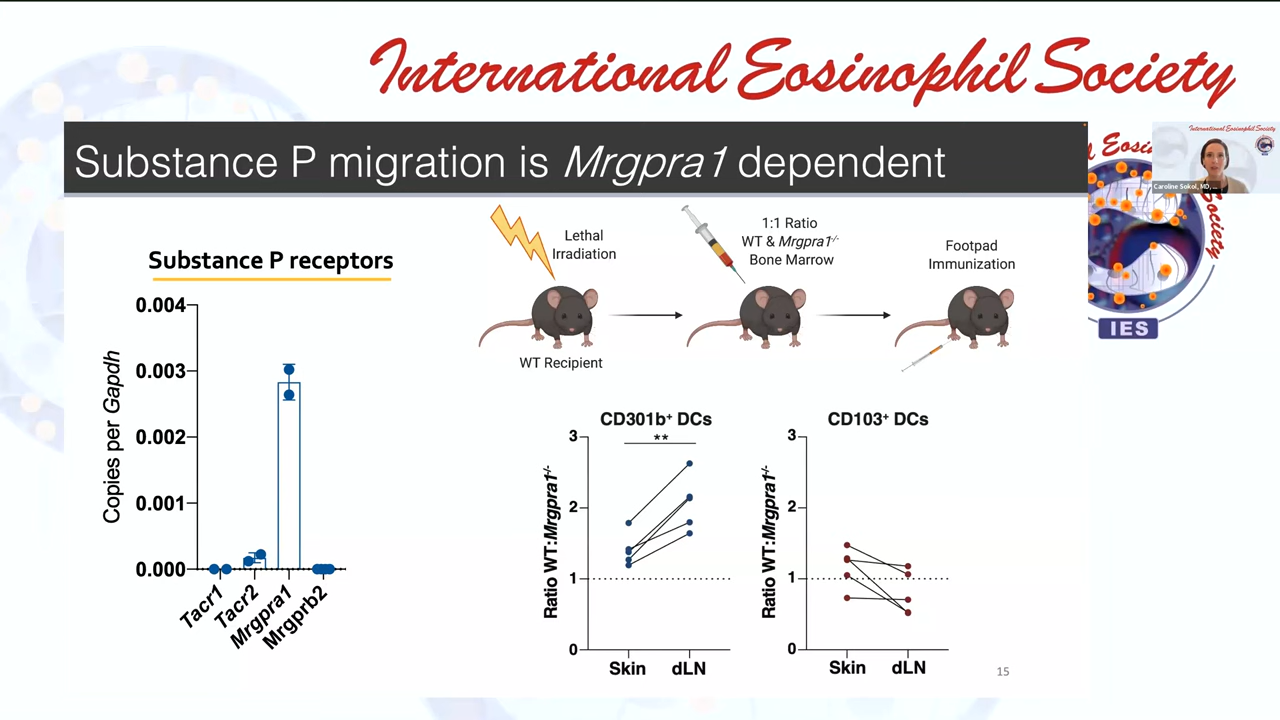 International Eosinophil Society
Substance P migration is Mrgpra1 dependent
International Eosinophil Society
IES
Caroline Sokol, MD, ...
l Eosi
Society
IES
Substance P receptors
Copies per Gapdh
0.004
0.003
0.002
0.001
0.000
Tacr1
Tacr2
Mrgpra1
Mrgprb2
Lethal
Irradiation
WT Recipient
1:1 Ratio
WT & Mrgpra1-/-
Bone Marrow
Footpad
Immunization
CD301b+ DCs
**
Ratio WT:Mrgpra1-/-
3
2
1
0
Skin
dLN
CD103+ DCs
Ratio WT:Mrgpra1-/-
3
2
1
0
Skin
dLN
15